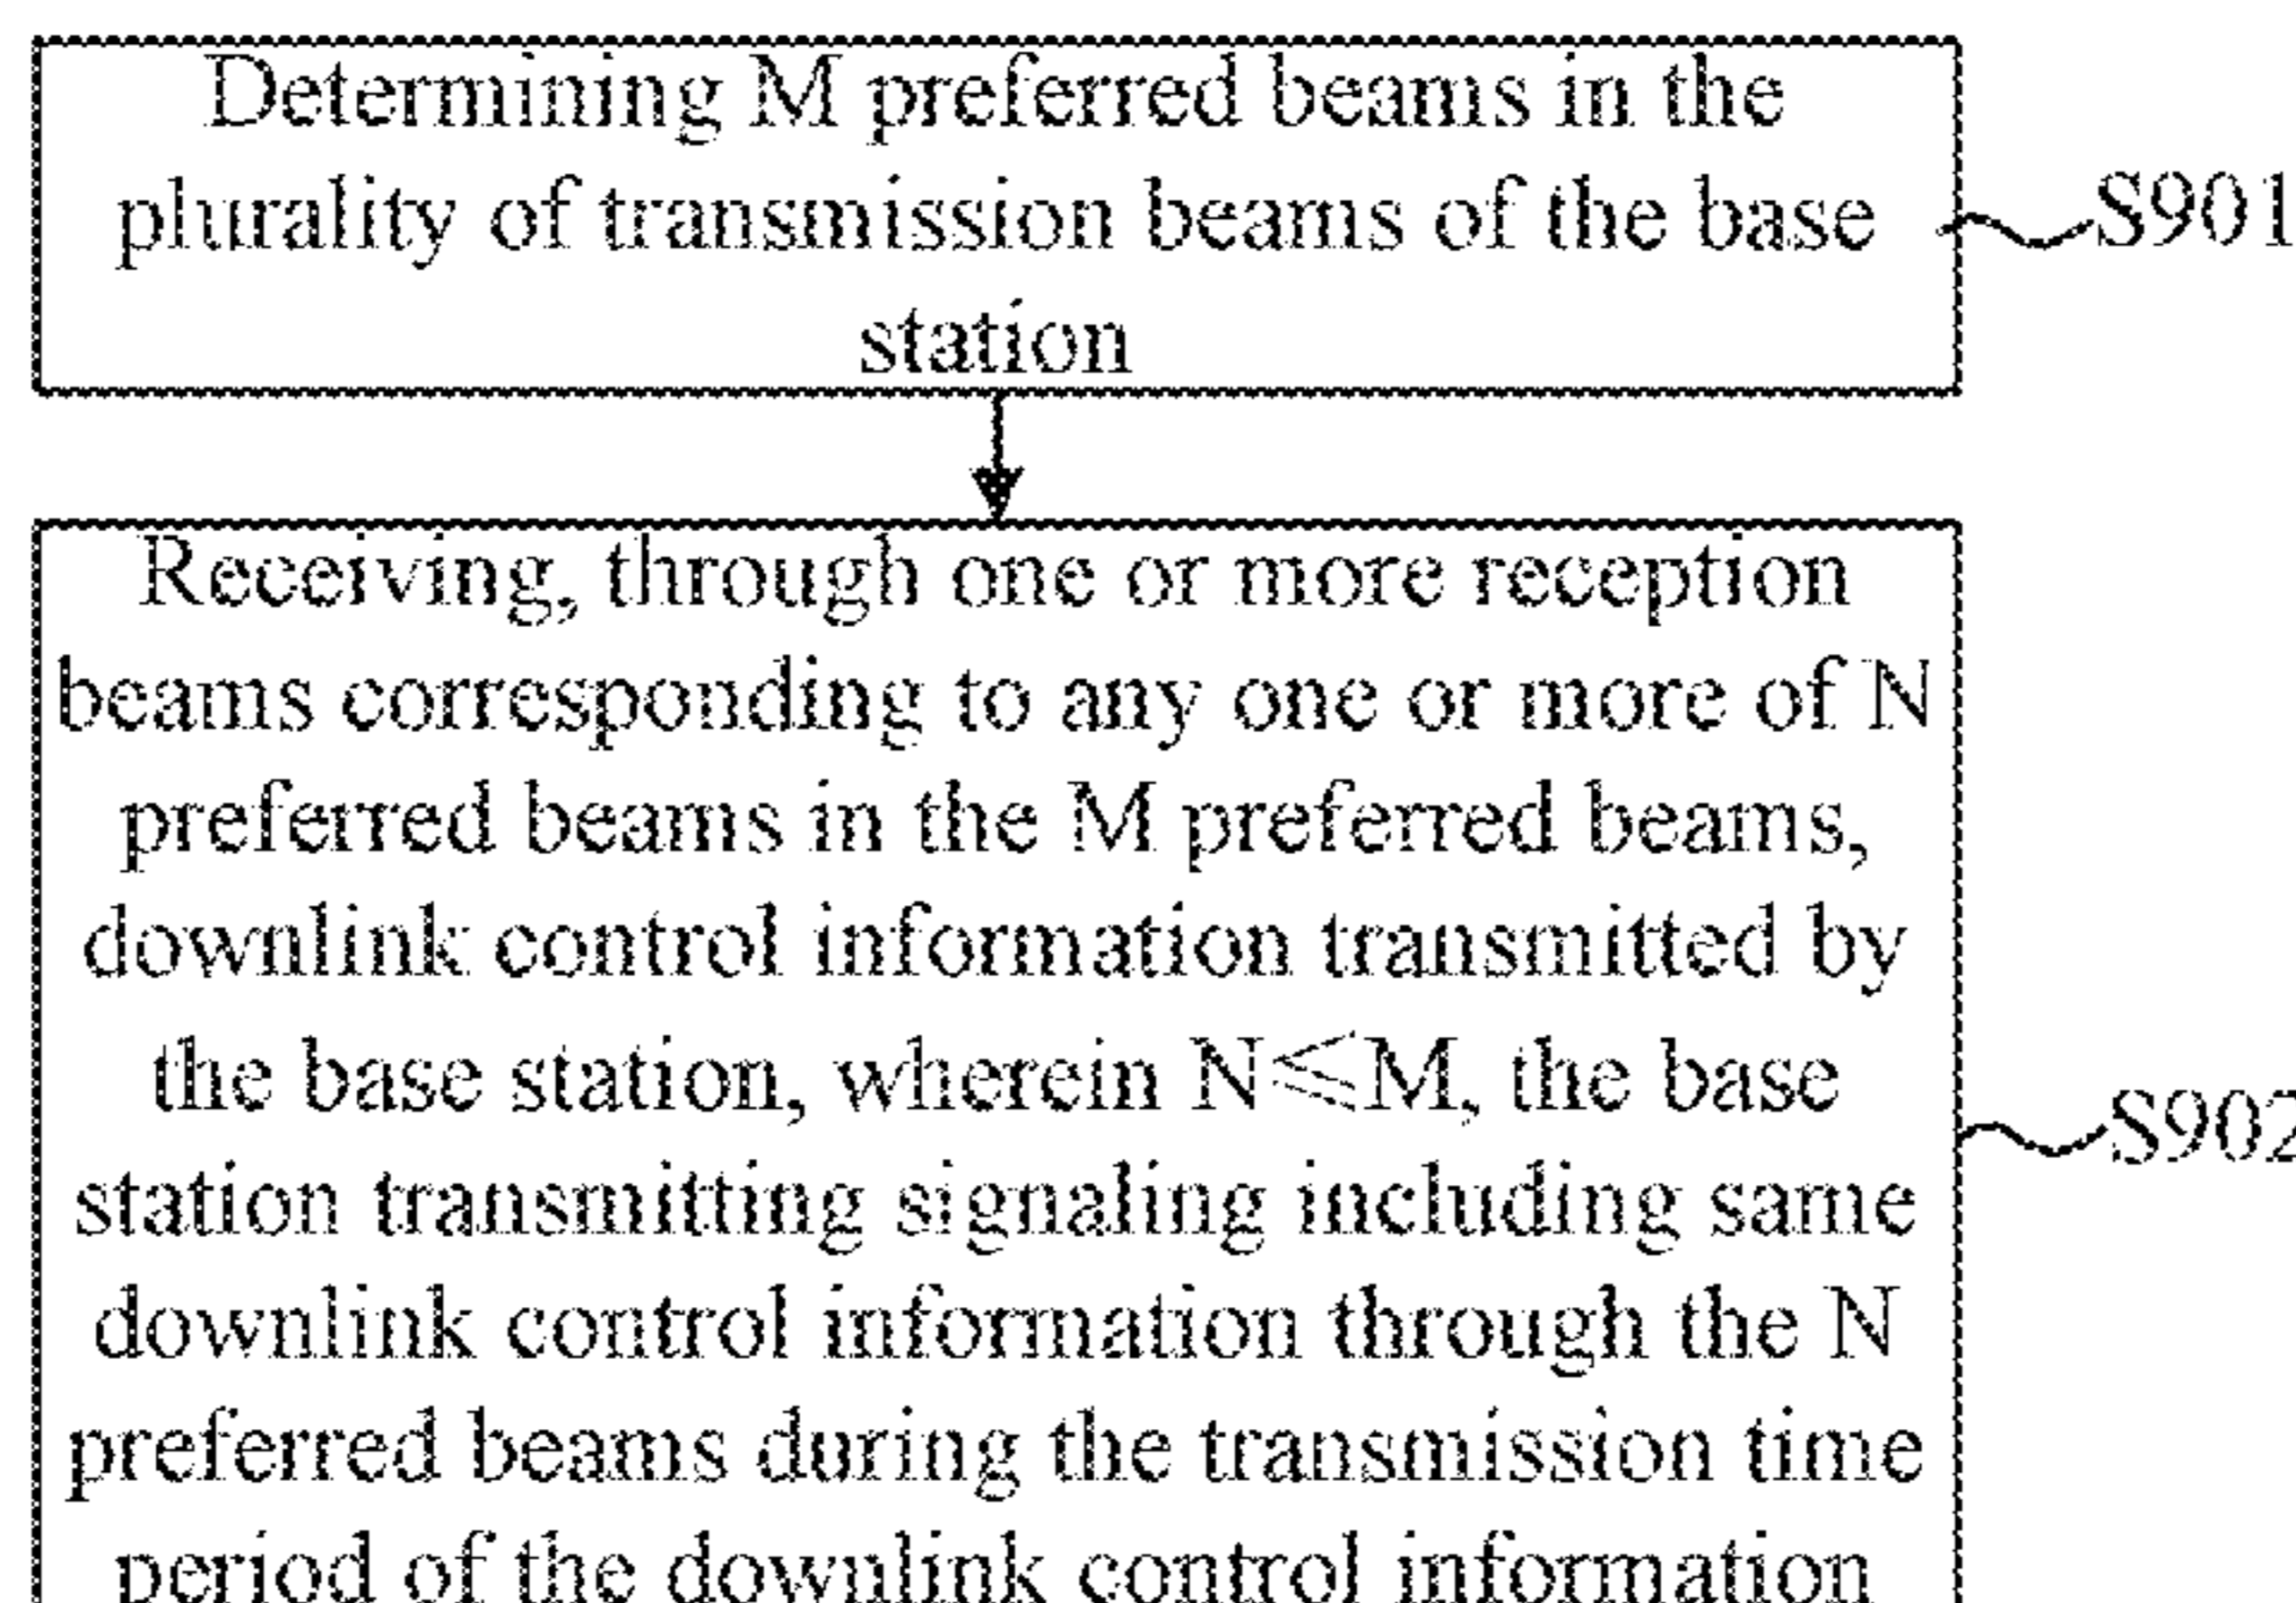 Determining M preferred beams in the
plurality of transmission beams of the base
station
S901
Receiving, through one or more reception
beams corresponding to any one or more of N
preferred beams in the M preferred beams,
downlink control information transmitted by
the base station, wherein N≤M, the base
station transmitting signaling including same
downlink control information through the N
preferred beams during the transmission time
period of the downlink control information
S902